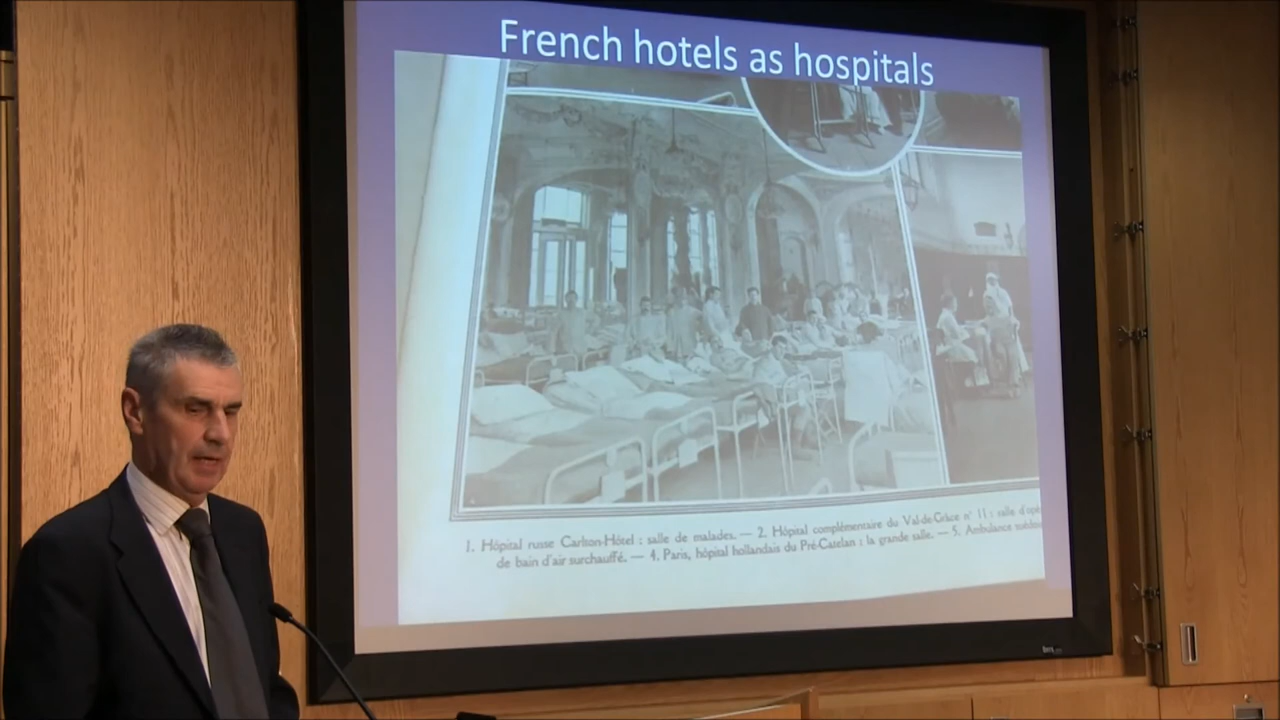 French hotels as hospitals
1. Hôpital russe Carlton-Hôtel : salle de malades. — 2. Hôpital complémentaire du Val-de-Grâce n° 11 : salle
de bain d'air surchauffé. — 4. Paris, hôpital hollandais du Pré-Catelan : la grande salle. — 5. Ambulance